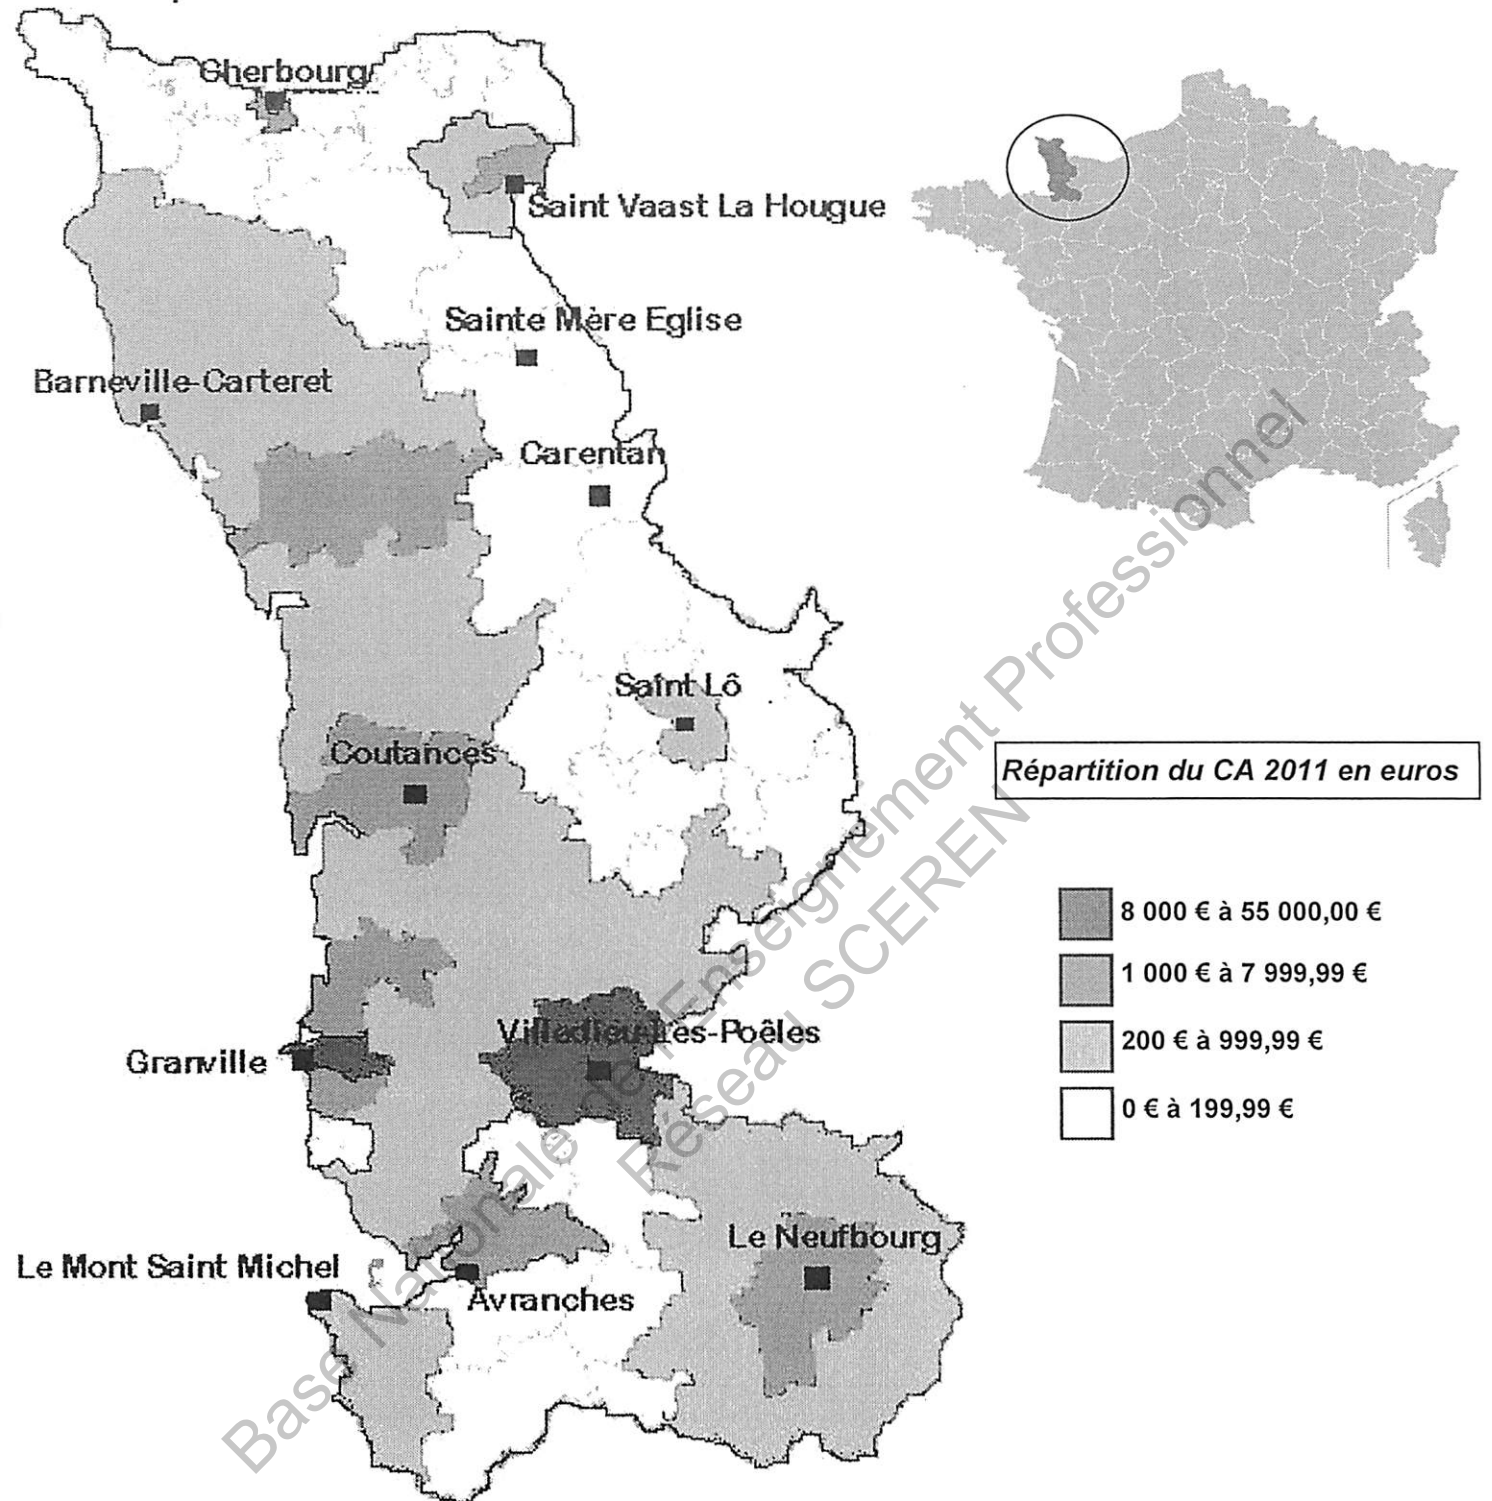 Cherbourg
Saint Vaast La Hougue
Sainte Mère Eglise
Barneville-Carteret
Carentan
Saint Lô
Coutances
Répartition du CA 2011 en euros
8 000 € à 55 000,00 €
1 000 € à 7 999,99 €
200 € à 999,99 €
0 € à 199,99 €
Villedieu-Les-Poêles
Granville
Le Neufbourg
Le Mont Saint Michel
Avranches
Base Nationale de l'Enseignement Professionnel
Réseau SCEREN